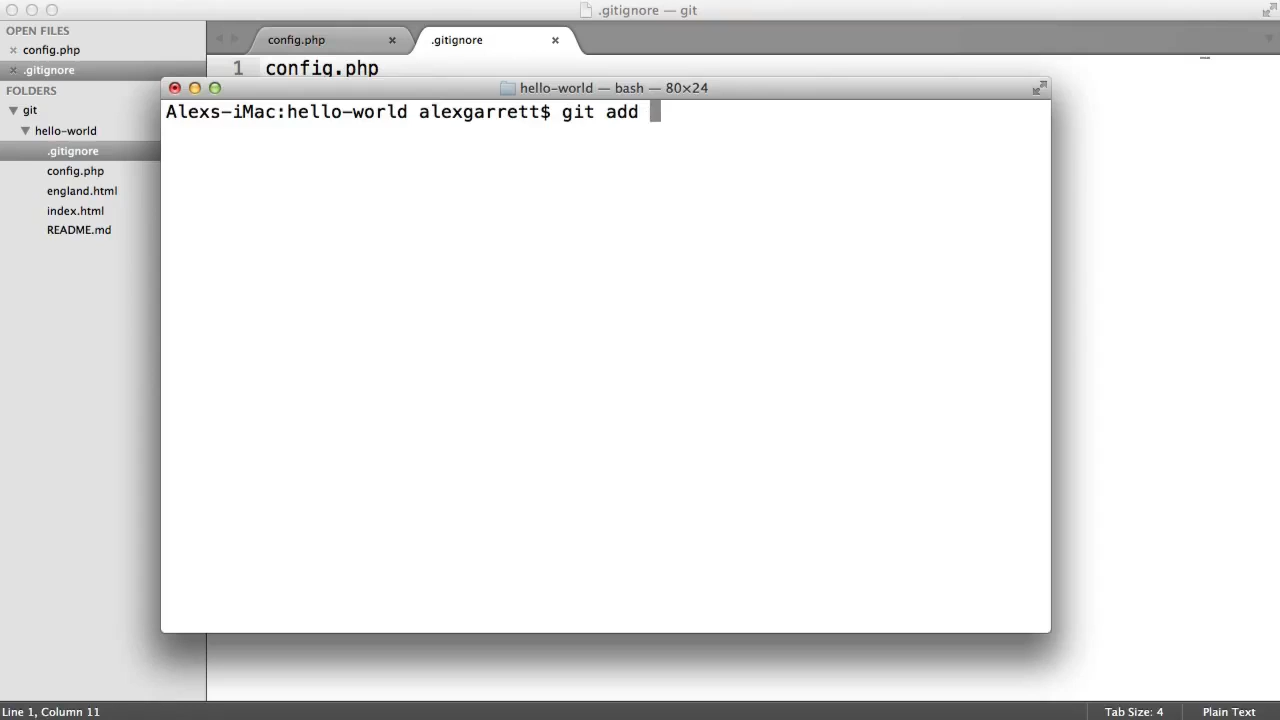 .gitignore — git
OPEN FILES
config.php
.gitignore
FOLDERS
git
hello-world
.gitignore
config.php
england.html
index.html
README.md
config.php
.gitignore
1 config.php
hello-world — bash — 80×24
Alexs-iMac:hello-world alexgarrett$ git add
Line 1, Column 11
Tab Size: 4
Plain Text